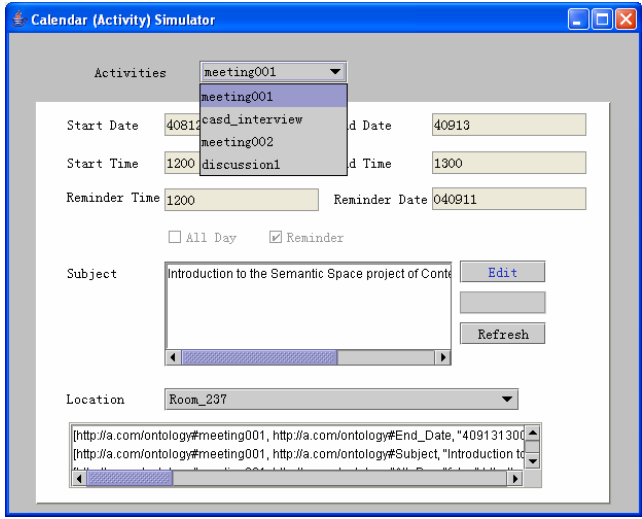 Calendar (Activity) Simulator
Activities meeting001
meeting001
casd_interview
meeting002
discussion1
Start Date 40812 d Date 40913
Start Time 1200 d Time 1300
Reminder Time 1200 Reminder Date 040911
All Day Reminder
Subject Introduction to the Semantic Space project of Conte Edit
Refresh
Location Room_237
[http://a.com/ontology#meeting001, http://a.com/ontology#End_Date, "409131300
[http://a.com/ontology#meeting001, http://a.com/ontology#Subject, "Introduction to